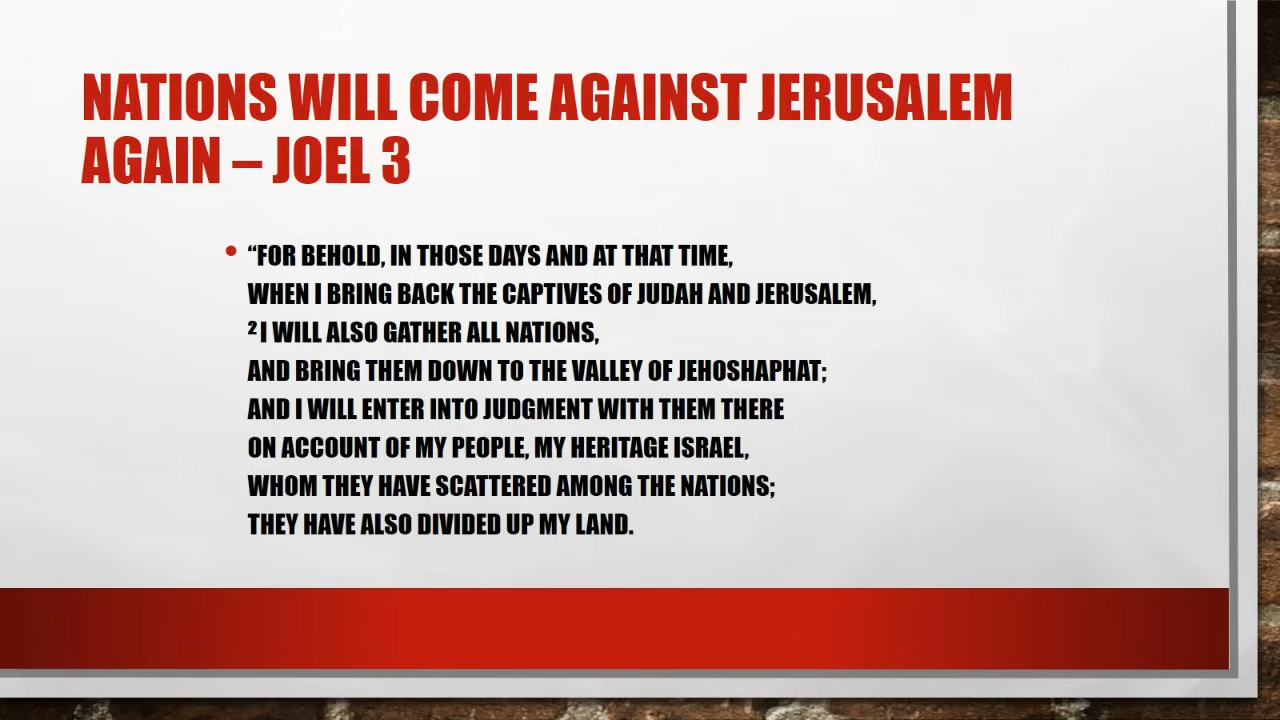 NATIONS WILL COME AGAINST JERUSALEM
AGAIN – JOEL 3
• “FOR BEHOLD, IN THOSE DAYS AND AT THAT TIME,
WHEN I BRING BACK THE CAPTIVES OF JUDAH AND JERUSALEM,
² I WILL ALSO GATHER ALL NATIONS,
AND BRING THEM DOWN TO THE VALLEY OF JEHOSHAPHAT;
AND I WILL ENTER INTO JUDGMENT WITH THEM THERE
ON ACCOUNT OF MY PEOPLE, MY HERITAGE ISRAEL,
WHOM THEY HAVE SCATTERED AMONG THE NATIONS;
THEY HAVE ALSO DIVIDED UP MY LAND.